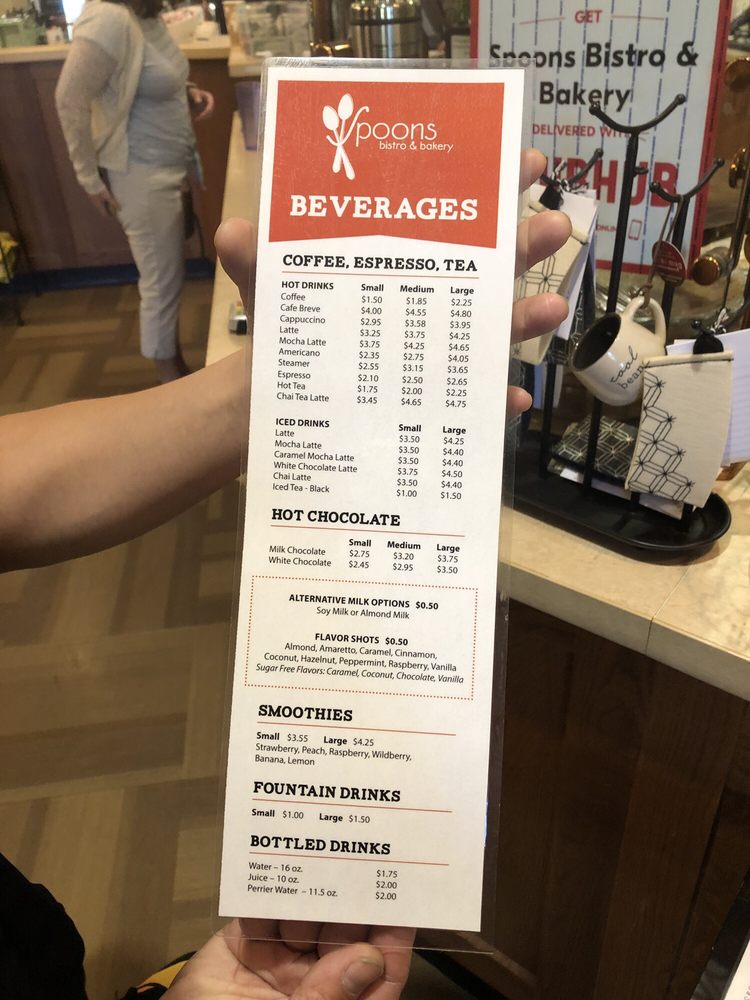 GET
Spoons Bistro &
Bakery
DELIVERED
HUB
Spoons
bistro & bakery
BEVERAGES
COFFEE, ESPRESSO, TEA
HOT DRINKS Small Medium Large
Coffee $1.50 $1.85 $2.25
Cafe Breve $4.00 $4.55 $4.80
Cappuccino $2.95 $3.58 $3.95
Latte $3.25 $3.75 $4.25
Mocha Latte $3.75 $4.25 $4.65
Americano $2.35 $2.75 $4.05
Steamer $2.55 $3.15 $3.65
Espresso $2.10 $2.50 $2.65
Hot Tea $1.75 $2.00 $2.25
Chai Tea Latte $3.45 $4.65 $4.75
ICED DRINKS Small Large
Latte $3.50 $4.25
Mocha Latte $3.50 $4.40
Caramel Mocha Latte $3.50 $4.40
White Chocolate Latte $3.75 $4.50
Chai Latte $3.50 $4.40
Iced Tea - Black $1.00 $1.50
HOT CHOCOLATE
Small Medium Large
Milk Chocolate $2.75 $3.20 $3.75
White Chocolate $2.45 $2.95 $3.50
ALTERNATIVE MILK OPTIONS $0.50
Soy Milk or Almond Milk
FLAVOR SHOTS $0.50
Almond, Amaretto, Caramel, Cinnamon,
Coconut, Hazelnut, Peppermint, Raspberry, Vanilla
Sugar Free Flavors: Caramel, Coconut, Chocolate, Vanilla
SMOOTHIES
Small $3.55 Large $4.25
Strawberry, Peach, Raspberry, Wildberry,
Banana, Lemon
FOUNTAIN DRINKS
Small $1.00 Large $1.50
BOTTLED DRINKS
Water – 16 oz. $1.75
Juice – 10 oz. $2.00
Perrier Water – 11.5 oz. $2.00
cool
beans